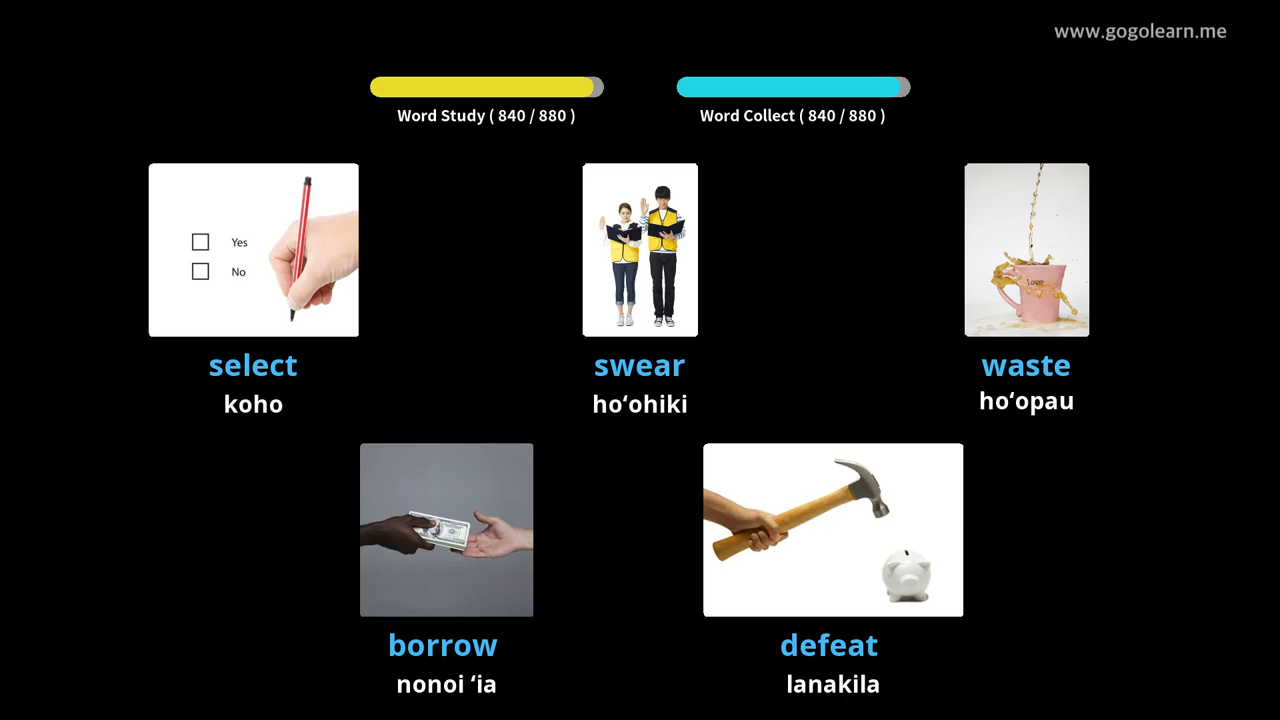 www.gogolearn.me
Word Study ( 840 / 880 )
Word Collect ( 840 / 880 )
Yes
No
Love
select
koho
swear
hoʻohiki
waste
hoʻopau
borrow
nonoi ʻia
defeat
lanakila